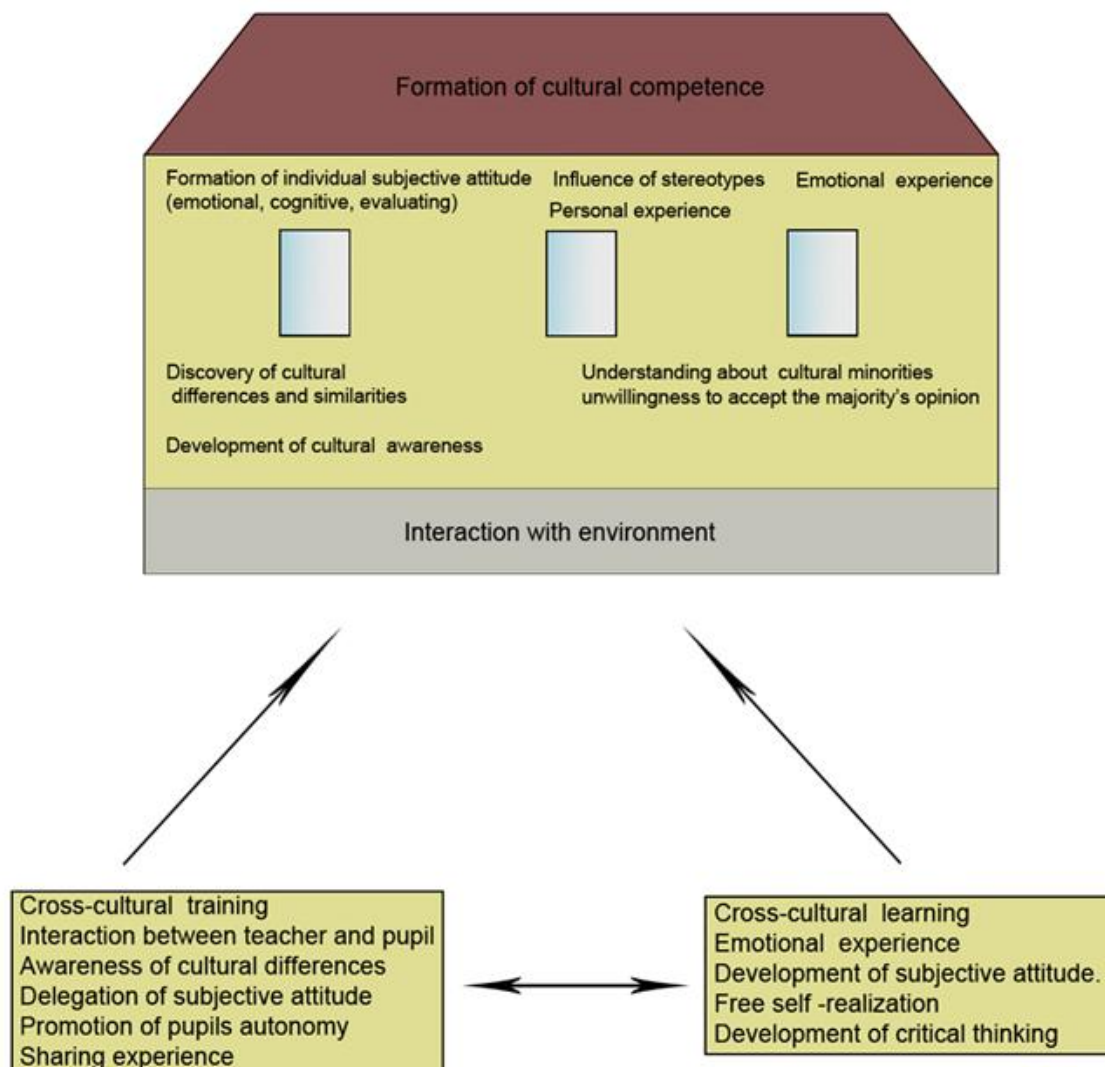 Formation of cultural competence
Formation of individual subjective attitude
(emotional, cognitive, evaluating)
Influence of stereotypes
Personal experience
Emotional experience
Discovery of cultural
differences and similarities
Development of cultural awareness
Understanding about cultural minorities
unwillingness to accept the majority's opinion
Interaction with environment
Cross-cultural training
Interaction between teacher and pupil
Awareness of cultural differences
Delegation of subjective attitude
Promotion of pupils autonomy
Sharing experience
Cross-cultural learning
Emotional experience
Development of subjective attitude.
Free self -realization
Development of critical thinking